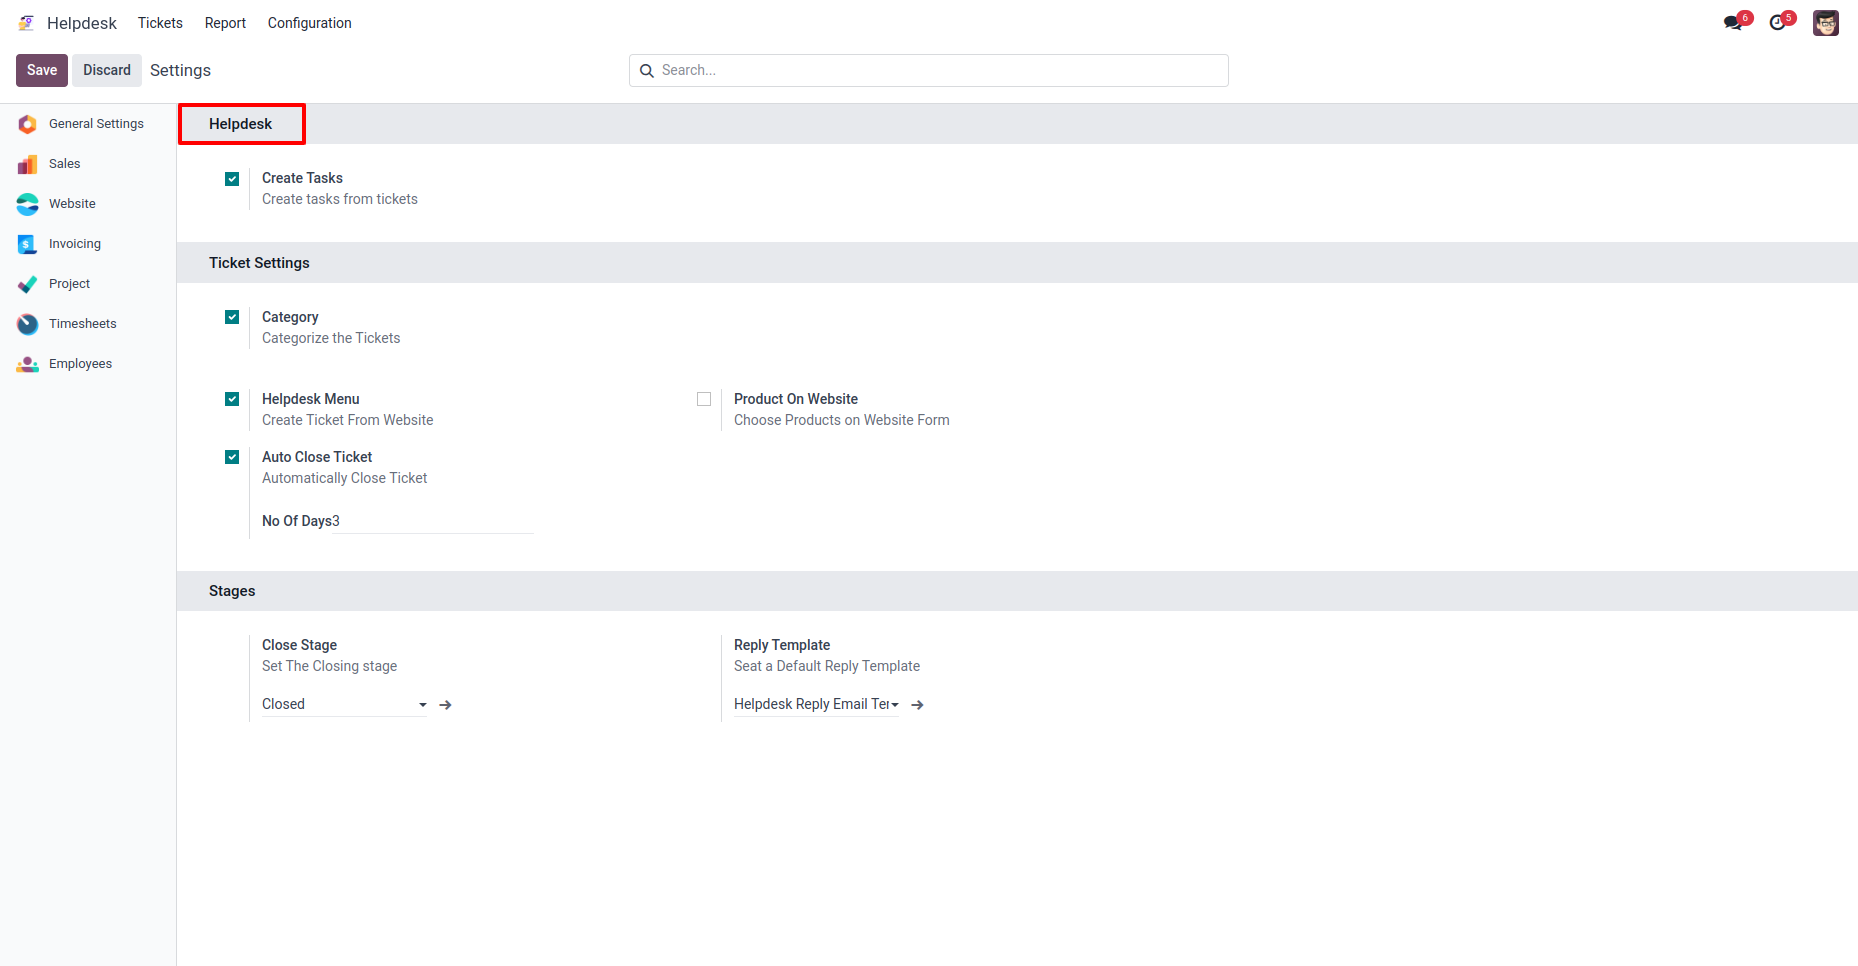 Helpdesk Tickets Report Configuration 6 5
Save Discard Settings Search...
General Settings
Sales
Website
Invoicing
Project
Timesheets
Employees
Helpdesk
Create Tasks
Create tasks from tickets
Ticket Settings
Category
Categorize the Tickets
Helpdesk Menu
Create Ticket From Website
Product On Website
Choose Products on Website Form
Auto Close Ticket
Automatically Close Ticket
No Of Days3
Stages
Close Stage
Set The Closing stage
Closed
Reply Template
Seat a Default Reply Template
Helpdesk Reply Email